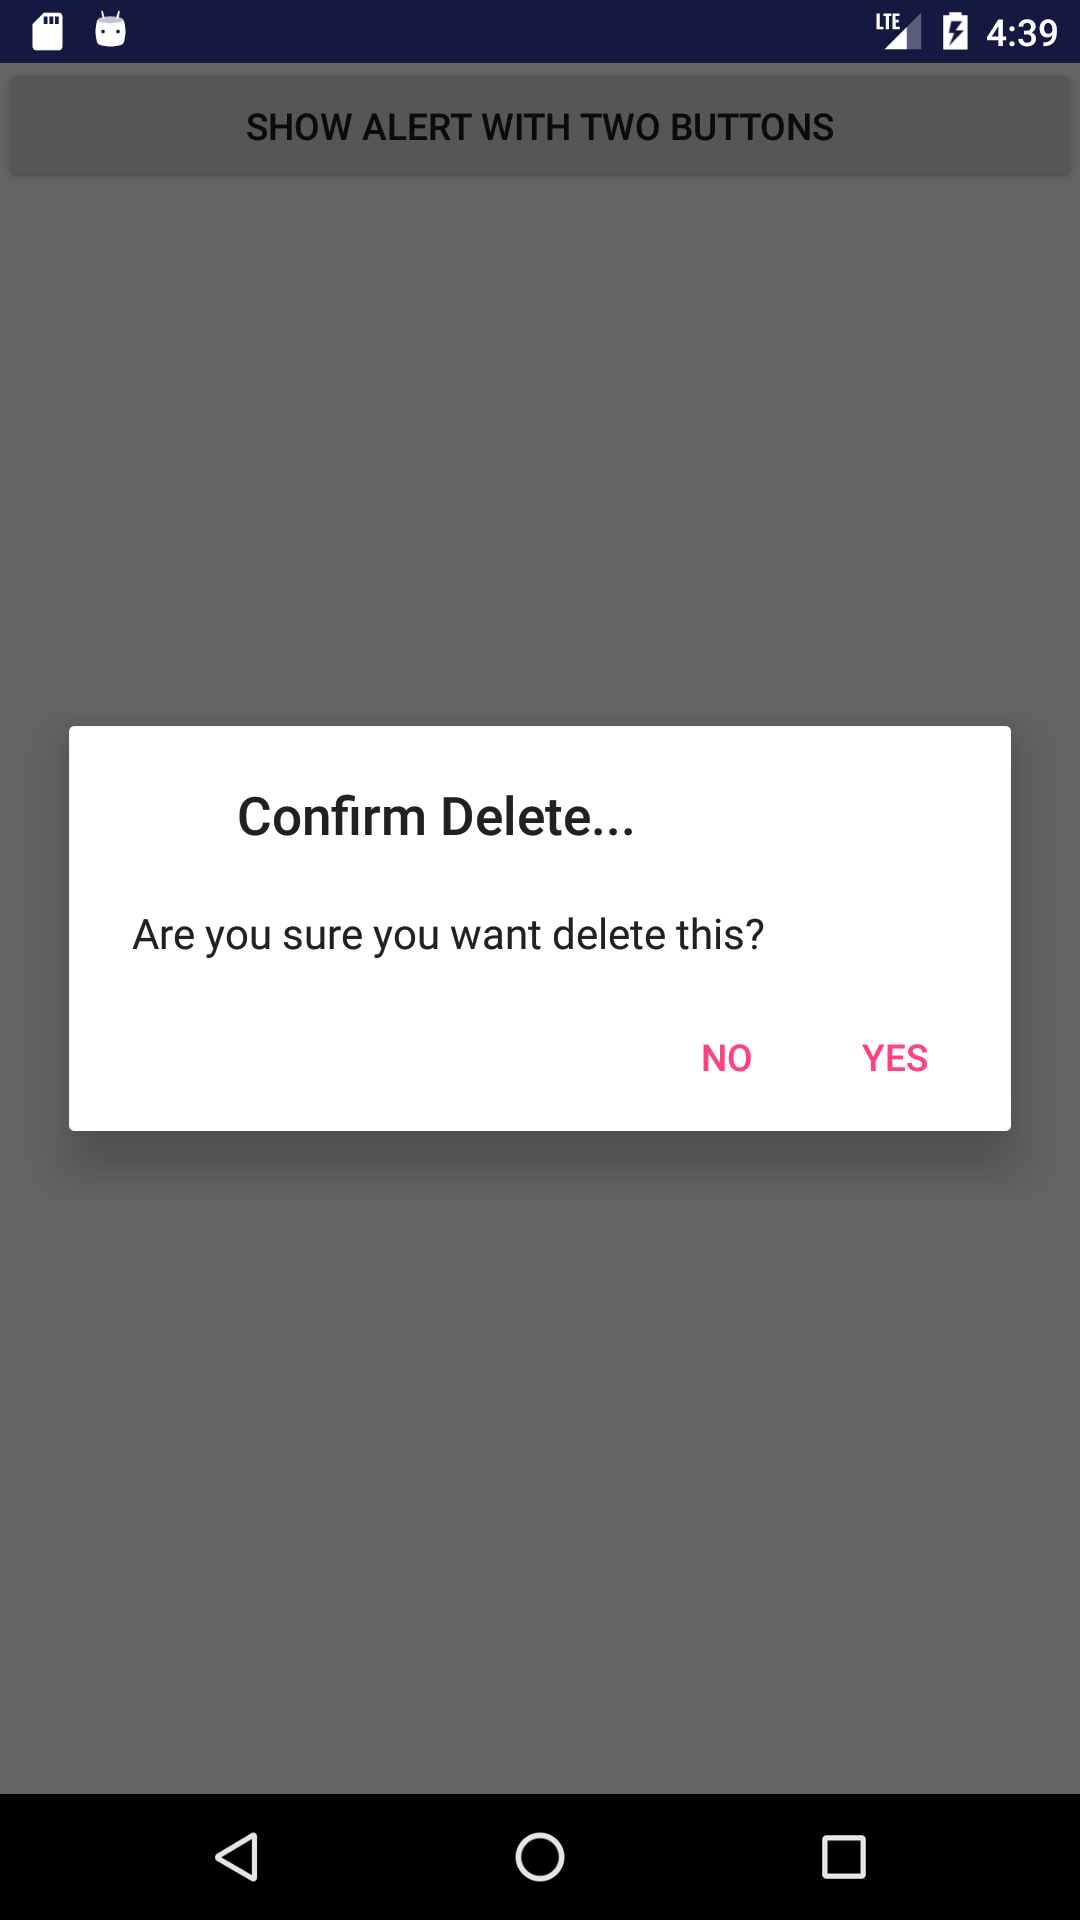 LTE 4:39
SHOW ALERT WITH TWO BUTTONS
Confirm Delete...
Are you sure you want delete this?
NO YES